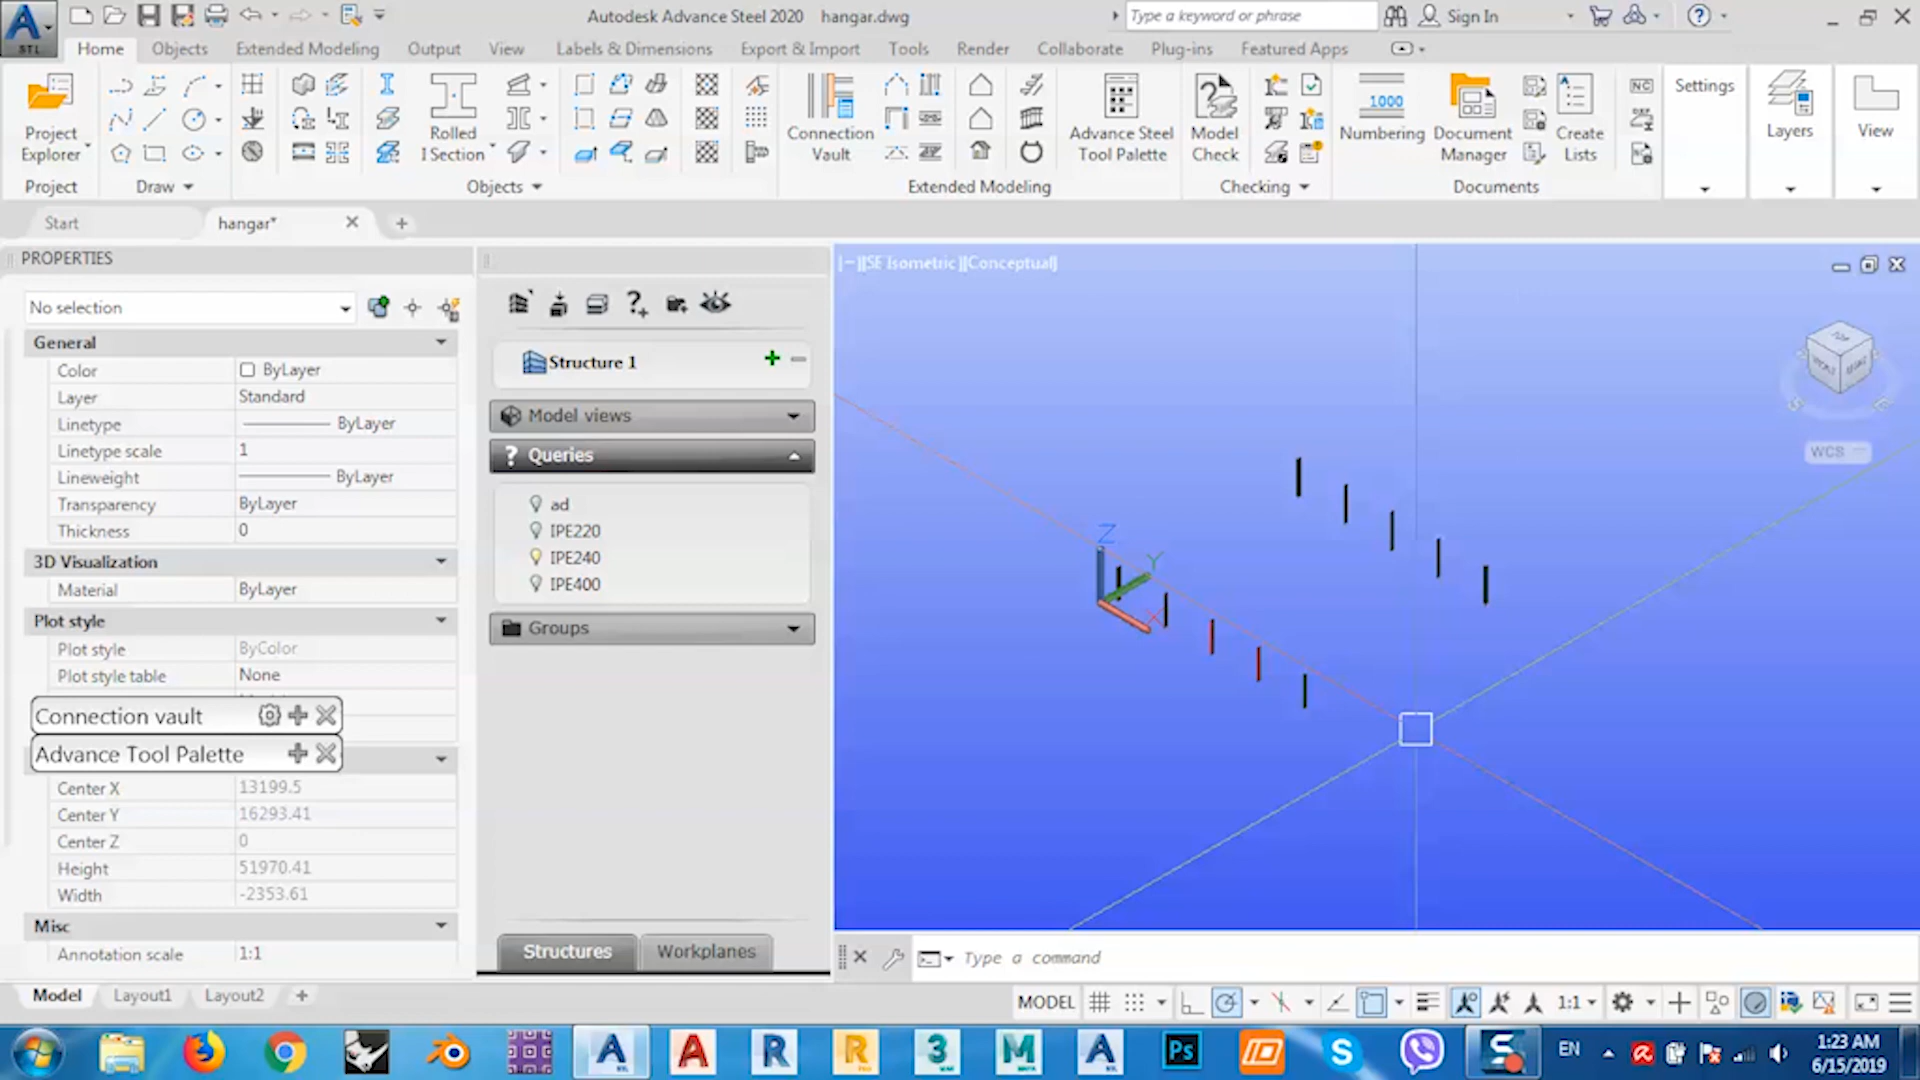 Autodesk Advance Steel 2020 hangar.dwg
Type a keyword or phrase
Sign In
STL
Home Objects Extended Modeling Output View Labels & Dimensions Export & Import Tools Render Collaborate Plug-ins Featured Apps
Project Explorer
Rolled I Section
Connection Vault
Advance Steel Tool Palette
Model Check
1000
Numbering
Document Manager
Create Lists
NC
Settings
Layers
View
Project Draw Objects Extended Modeling Checking Documents
Start hangar*
PROPERTIES
No selection
General
Color ByLayer
Layer Standard
Linetype ByLayer
Linetype scale 1
Lineweight ByLayer
Transparency ByLayer
Thickness 0
3D Visualization
Material ByLayer
Plot style
Plot style ByColor
Plot style table None
Connection vault
Advance Tool Palette
Center X 13199.5
Center Y 16293.41
Center Z 0
Height 51970.41
Width -2353.61
Misc
Annotation scale 1:1
Structure 1
Model views
Queries
ad
IPE220
IPE240
IPE400
Groups
Structures Workplanes
[−][SE Isometric][Conceptual]
TOP
WCS
Z
Y
X
Type a command
Model Layout1 Layout2
MODEL
1:1
STL
Ps
S
EN
1:23 AM
6/15/2019